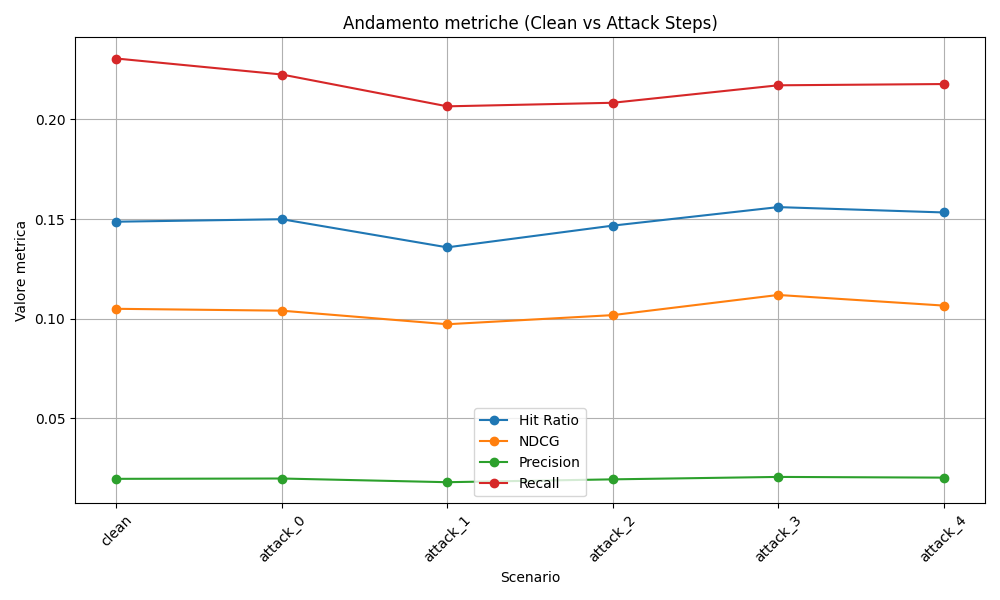 Andamento metriche (Clean vs Attack Steps)
Valore metrica
0.20
0.15
0.10
0.05
Hit Ratio
NDCG
Precision
Recall
clean
attack_0
attack_1
attack_2
attack_3
attack_4
Scenario